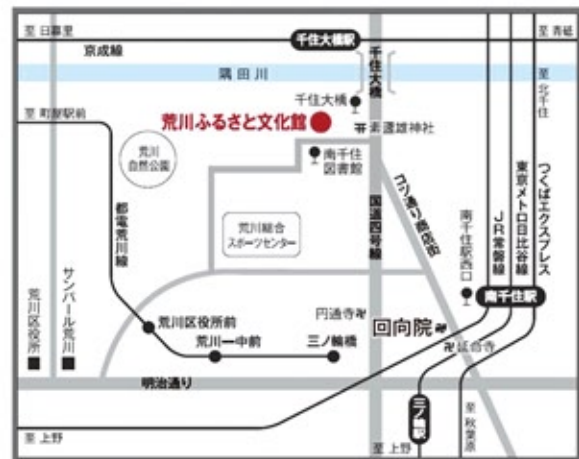 至 日暮里
千住大橋駅
至 青砥
京成線
隅田川
千住大橋
至 北千住
千住大橋
至 町屋駅前
荒川ふるさと文化館
素盞雄神社
荒川
自然公園
南千住
図書館
コツ通り商店街
つくばエクスプレス
東京メトロ日比谷線
JR常磐線
都電荒川線
国道四号線
荒川総合
スポーツセンター
南千住駅西口
南千住駅
サンパール荒川
荒川区役所
円通寺
回向院
荒川区役所前
荒川一中前
三ノ輪橋
延命寺
明治通り
三ノ輪駅
至 秋葉原
至 上野
至 上野